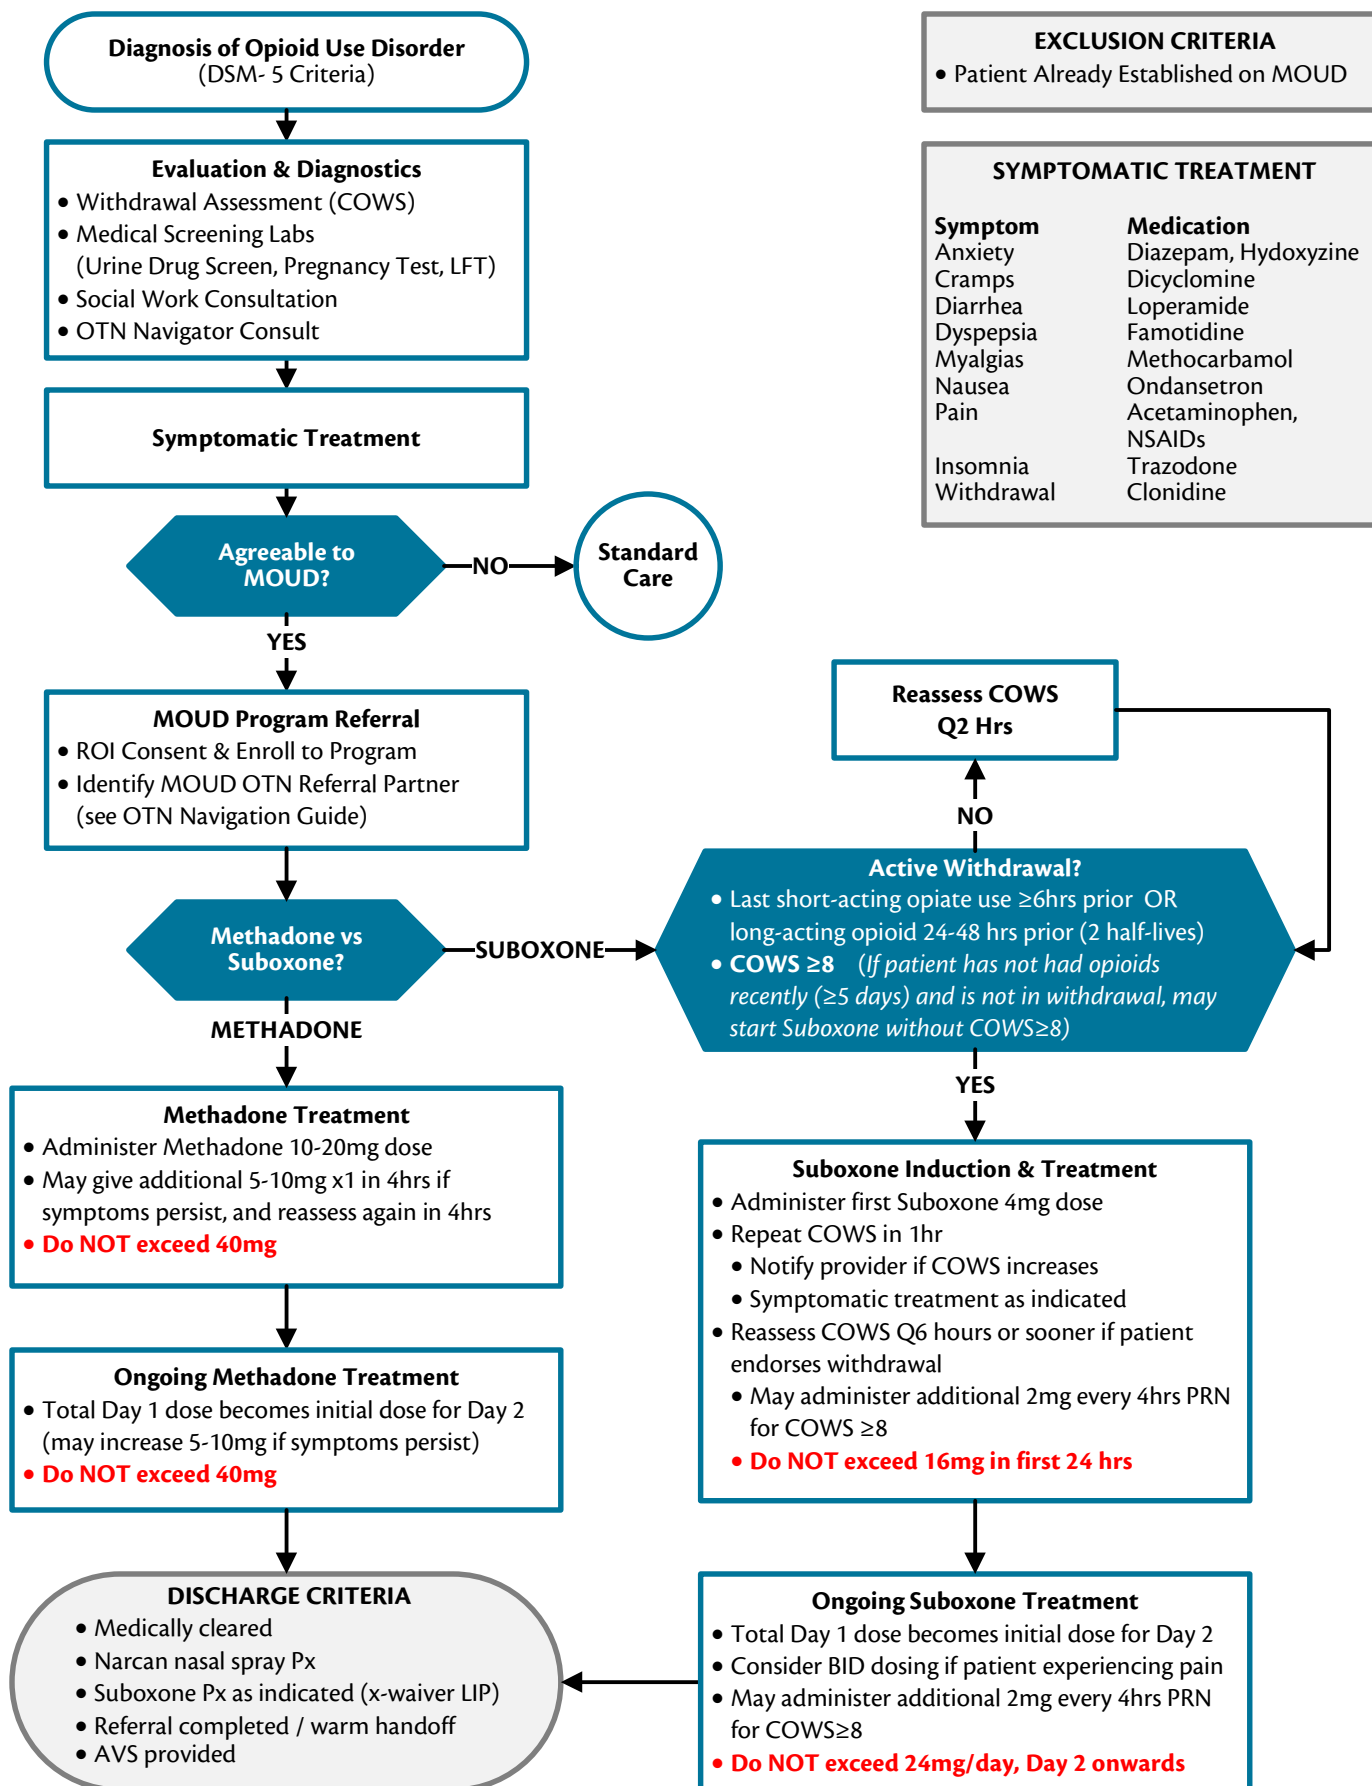 Diagnosis of Opioid Use Disorder
(DSM- 5 Criteria)
EXCLUSION CRITERIA
• Patient Already Established on MOUD
Evaluation & Diagnostics
• Withdrawal Assessment (COWS)
• Medical Screening Labs
(Urine Drug Screen, Pregnancy Test, LFT)
• Social Work Consultation
• OTN Navigator Consult
SYMPTOMATIC TREATMENT
Symptom Medication
Anxiety Diazepam, Hydoxyzine
Cramps Dicyclomine
Diarrhea Loperamide
Dyspepsia Famotidine
Myalgias Methocarbamol
Nausea Ondansetron
Pain Acetaminophen,
NSAIDs
Insomnia Trazodone
Withdrawal Clonidine
Symptomatic Treatment
Agreeable to
MOUD?
NO
Standard
Care
YES
MOUD Program Referral
• ROI Consent & Enroll to Program
• Identify MOUD OTN Referral Partner
(see OTN Navigation Guide)
Methadone vs
Suboxone?
SUBOXONE
METHADONE
Reassess COWS
Q2 Hrs
NO
Active Withdrawal?
• Last short-acting opiate use ≥6hrs prior OR
long-acting opioid 24-48 hrs prior (2 half-lives)
• COWS ≥8 (If patient has not had opioids
recently (≥5 days) and is not in withdrawal, may
start Suboxone without COWS≥8)
YES
Methadone Treatment
• Administer Methadone 10-20mg dose
• May give additional 5-10mg x1 in 4hrs if
symptoms persist, and reassess again in 4hrs
• Do NOT exceed 40mg
Ongoing Methadone Treatment
• Total Day 1 dose becomes initial dose for Day 2
(may increase 5-10mg if symptoms persist)
• Do NOT exceed 40mg
Suboxone Induction & Treatment
• Administer first Suboxone 4mg dose
• Repeat COWS in 1hr
• Notify provider if COWS increases
• Symptomatic treatment as indicated
• Reassess COWS Q6 hours or sooner if patient
endorses withdrawal
• May administer additional 2mg every 4hrs PRN
for COWS ≥8
• Do NOT exceed 16mg in first 24 hrs
Ongoing Suboxone Treatment
• Total Day 1 dose becomes initial dose for Day 2
• Consider BID dosing if patient experiencing pain
• May administer additional 2mg every 4hrs PRN
for COWS≥8
• Do NOT exceed 24mg/day, Day 2 onwards
DISCHARGE CRITERIA
• Medically cleared
• Narcan nasal spray Px
• Suboxone Px as indicated (x-waiver LIP)
• Referral completed / warm handoff
• AVS provided